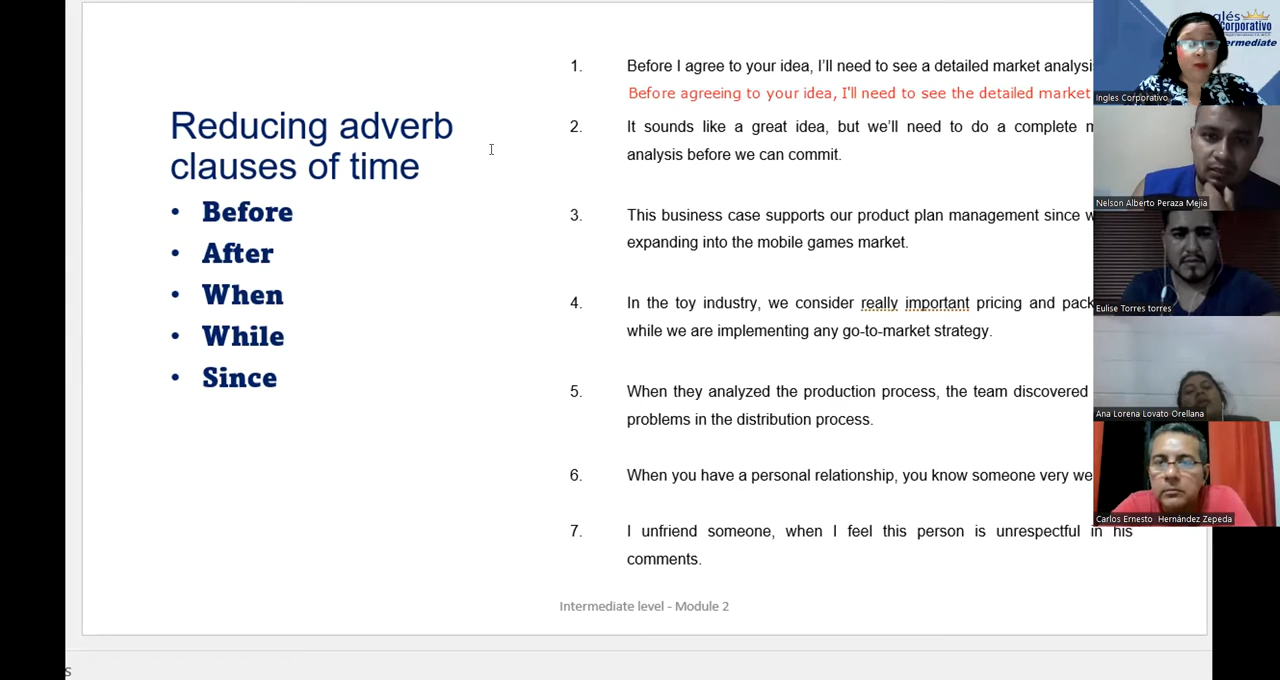 Reducing adverb
clauses of time
• Before
• After
• When
• While
• Since
1. Before I agree to your idea, I'll need to see a detailed market
Before agreeing to your idea, I'll need to see the detailed market
2. It sounds like a great idea, but we'll need to do a complete
analysis before we can commit.
3. This business case supports our product plan management since
expanding into the mobile games market.
4. In the toy industry, we consider really important pricing and
while we are implementing any go-to-market strategy.
5. When they analyzed the production process, the team discovered
problems in the distribution process.
6. When you have a personal relationship, you know someone very
7. I unfriend someone, when I feel this person is unrespectful in his
comments.
Intermediate level - Module 2
glés
Corporativo
ermediate
Ingles Corporativo
Nelson Alberto Peraza Mejia
Eulise Torres torres
Ana Lorena Lovato Orellana
Carlos Ernesto Hernández Zepeda
s